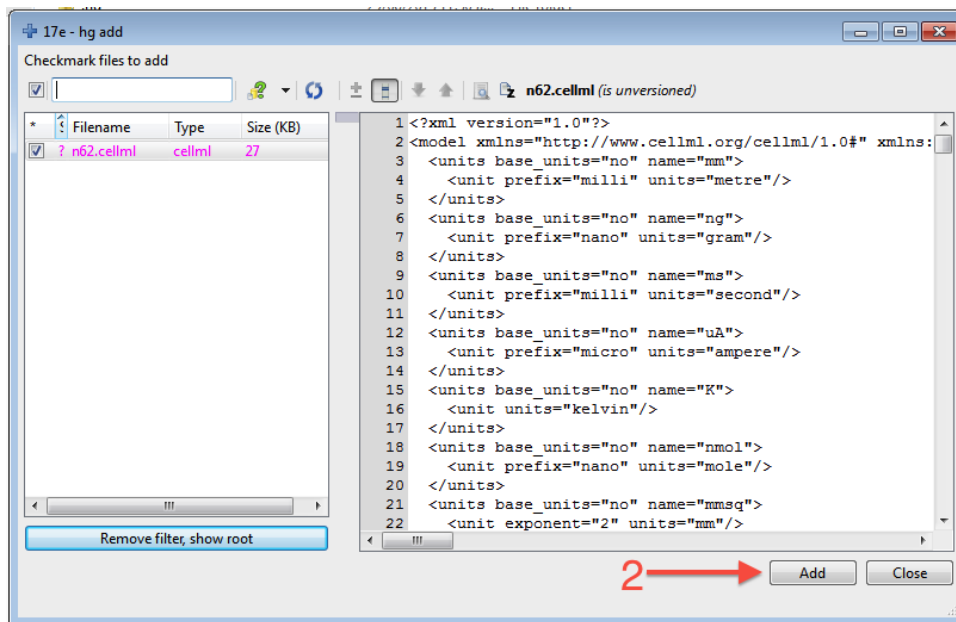 17e - hg add
Checkmark files to add
n62.cellml (is unversioned)
* Filename Type Size (KB)
? n62.cellml cellml 27
Remove filter, show root
1 <?xml version="1.0"?>
2 <model xmlns="http://www.cellml.org/cellml/1.0#" xmlns:
3 <units base_units="no" name="mm">
4 <unit prefix="milli" units="metre"/>
5 </units>
6 <units base_units="no" name="ng">
7 <unit prefix="nano" units="gram"/>
8 </units>
9 <units base_units="no" name="ms">
10 <unit prefix="milli" units="second"/>
11 </units>
12 <units base_units="no" name="uA">
13 <unit prefix="micro" units="ampere"/>
14 </units>
15 <units base_units="no" name="K">
16 <unit units="kelvin"/>
17 </units>
18 <units base_units="no" name="nmol">
19 <unit prefix="nano" units="mole"/>
20 </units>
21 <units base_units="no" name="mmsq">
22 <unit exponent="2" units="mm"/>
2
Add Close